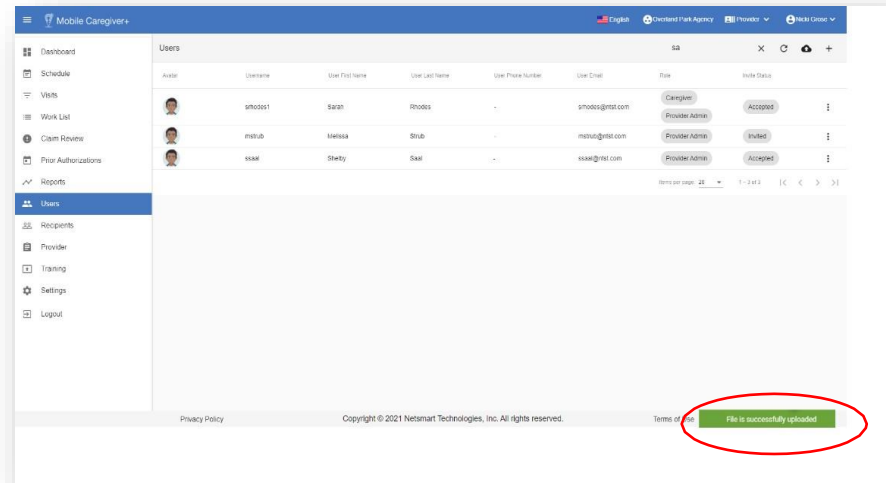 Mobile Caregiver+
English Overland Park Agency Provider Nicki Grose
Dashboard
Schedule
Visits
Work List
Claim Review
Prior Authorizations
Reports
Users
Recipients
Provider
Training
Settings
Logout
Users sa
Avatar Username User First Name User Last Name User Phone Number User Email Role Invite Status
srhodes1 Sarah Rhodes - srhodes@ntst.com Caregiver Provider Admin Accepted
mstrub Melissa Strub - mstrub@ntst.com Provider Admin Invited
ssaal Shelby Saal - ssaal@ntst.com Provider Admin Accepted
Items per page: 20 1 – 3 of 3
Privacy Policy Copyright © 2021 Netsmart Technologies, Inc. All rights reserved. Terms of Use File is successfully uploaded